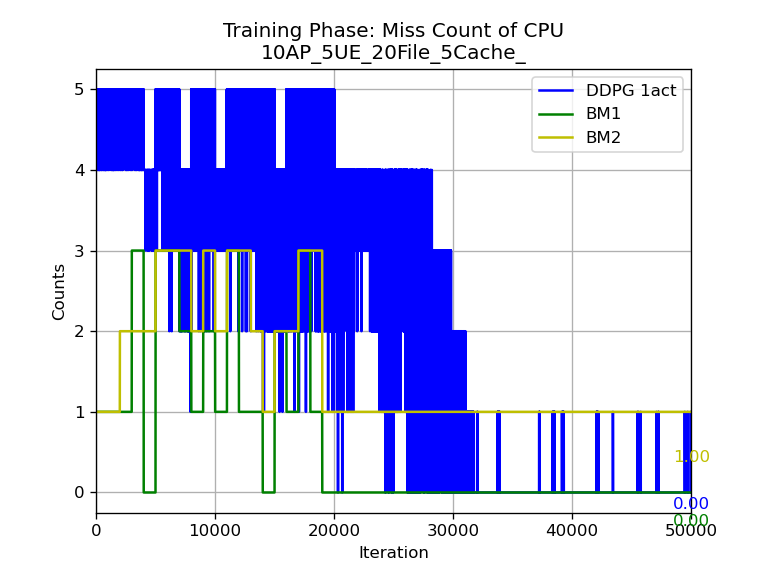 Training Phase: Miss Count of CPU
10AP_5UE_20File_5Cache_
DDPG 1act
BM1
BM2
Counts
5
4
3
2
1
0
1.00
0.00
0.00
0
10000
20000
30000
40000
50000
Iteration